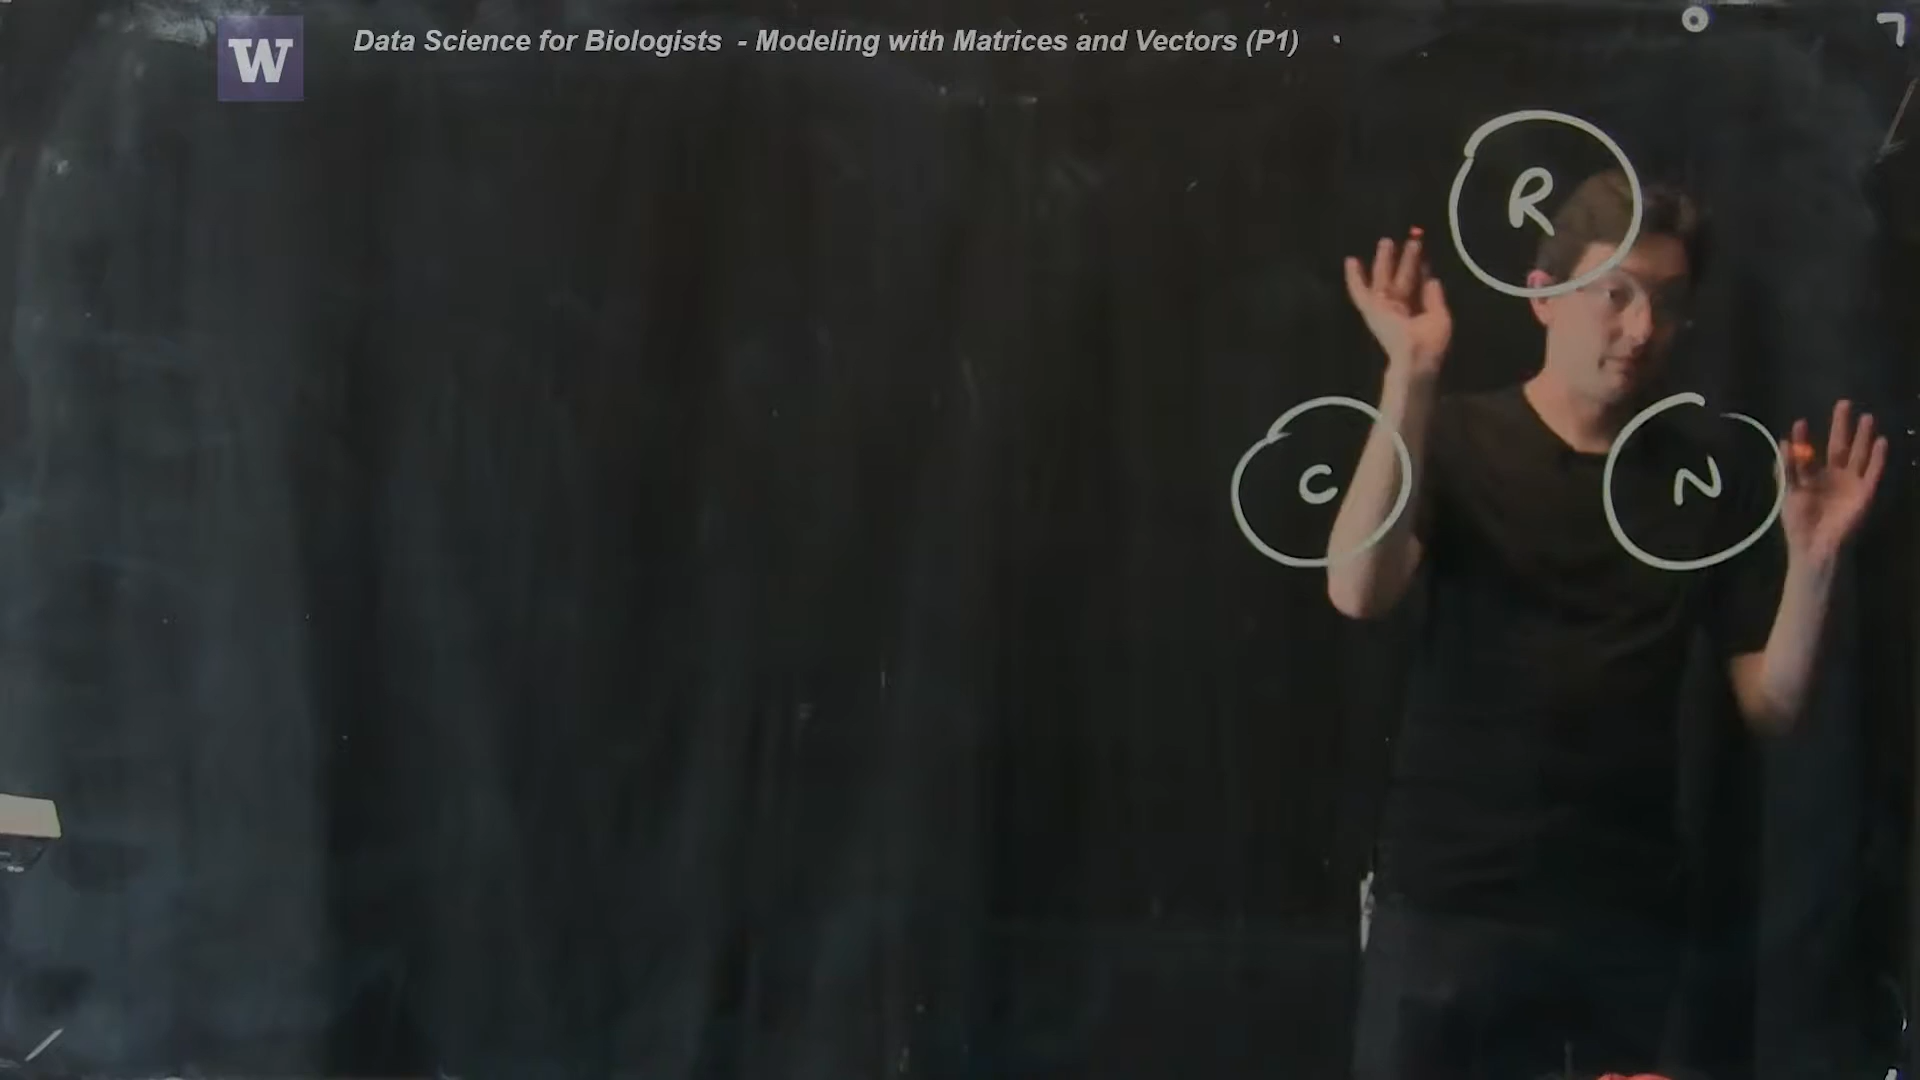 W
Data Science for Biologists - Modeling with Matrices and Vectors (P1)
R
C
N